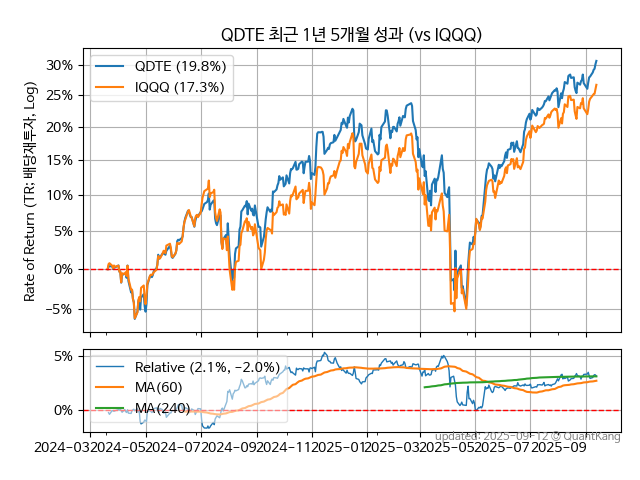 QDTE 최근 1년 5개월 성과 (vs IQQQ)
Rate of Return (TR: 배당재투자, Log)
30%
25%
20%
15%
10%
5%
0%
−5%
QDTE (19.8%)
IQQQ (17.3%)
5%
0%
Relative (2.1%, −2.0%)
MA(60)
MA(240)
2024-03
2024-05
2024-07
2024-09
2024-11
2025-01
2025-03
2025-05
2025-07
2025-09
updated: 2025-09-12 © QuantKang